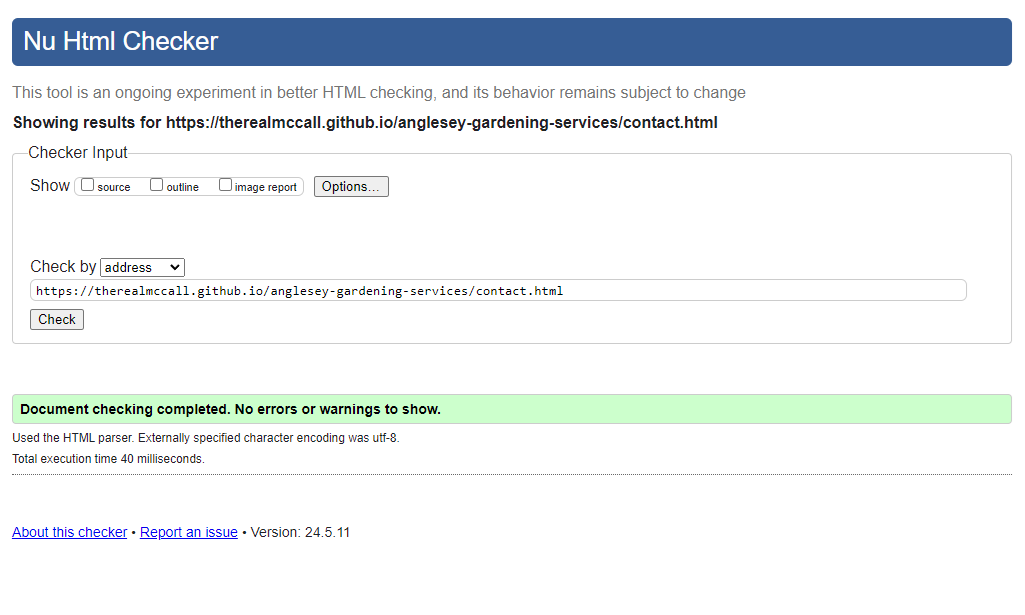 Nu Html Checker
This tool is an ongoing experiment in better HTML checking, and its behavior remains subject to change
Showing results for https://therealmccall.github.io/anglesey-gardening-services/contact.html
Checker Input
Show source outline image report Options...
Check by address
https://therealmccall.github.io/anglesey-gardening-services/contact.html
Check
Document checking completed. No errors or warnings to show.
Used the HTML parser. Externally specified character encoding was utf-8.
Total execution time 40 milliseconds.
About this checker • Report an issue • Version: 24.5.11